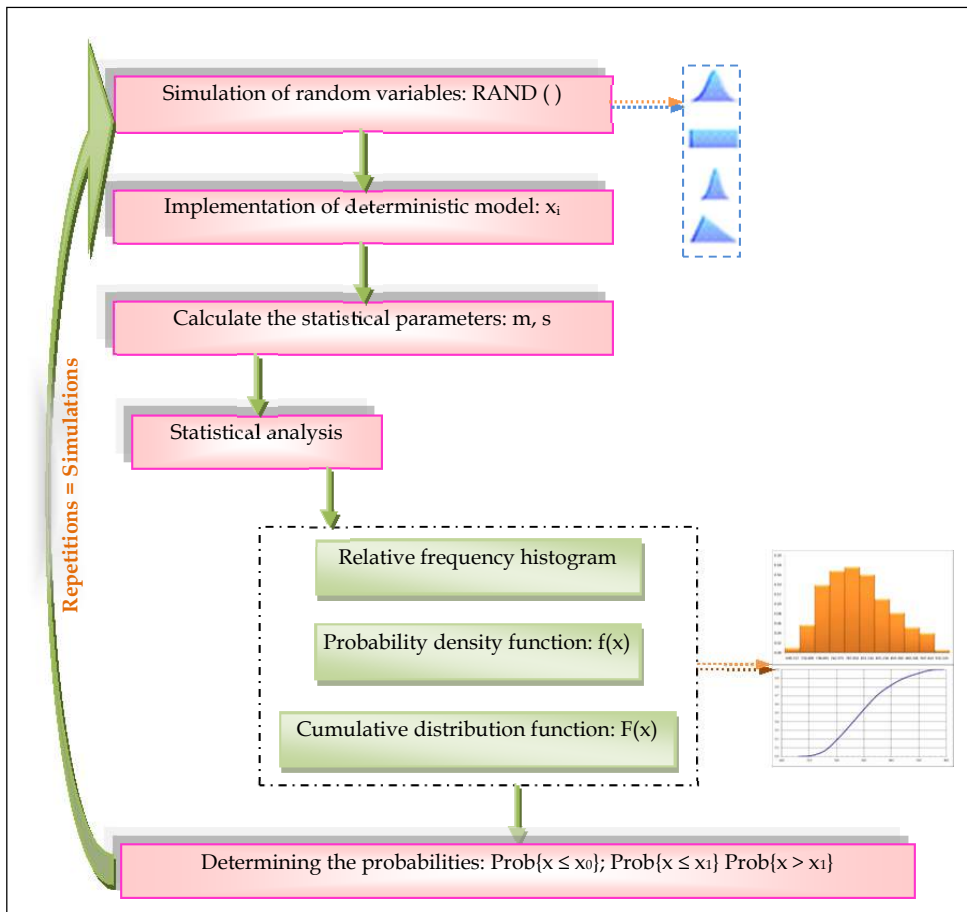 Simulation of random variables: RAND ( )
Implementation of deterministic model: xᵢ
Calculate the statistical parameters: m, s
Repetitions = Simulations
Statistical analysis
Relative frequency histogram
Probability density function: f(x)
Cumulative distribution function: F(x)
Determining the probabilities: Prob{x ≤ x₀}; Prob{x ≤ x₁} Prob{x > x₁}